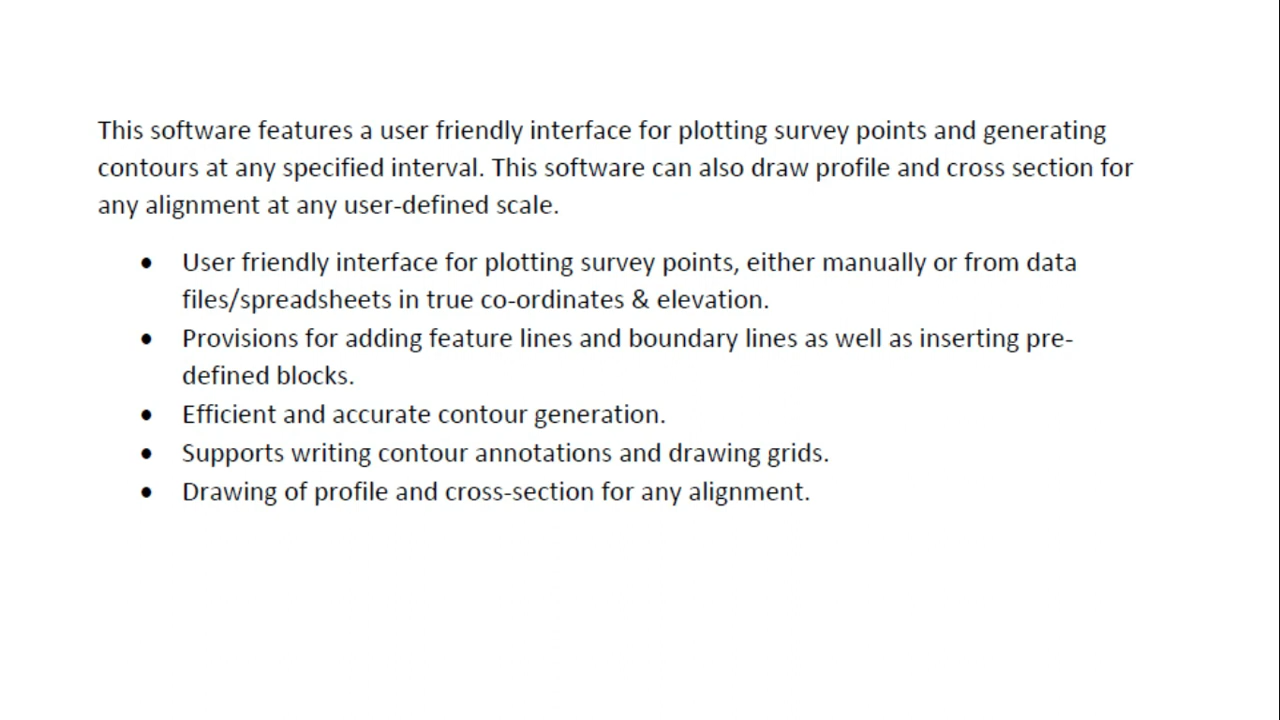 This software features a user friendly interface for plotting survey points and generating
contours at any specified interval. This software can also draw profile and cross section for
any alignment at any user-defined scale.
• User friendly interface for plotting survey points, either manually or from data
files/spreadsheets in true co-ordinates & elevation.
• Provisions for adding feature lines and boundary lines as well as inserting pre-
defined blocks.
• Efficient and accurate contour generation.
• Supports writing contour annotations and drawing grids.
• Drawing of profile and cross-section for any alignment.